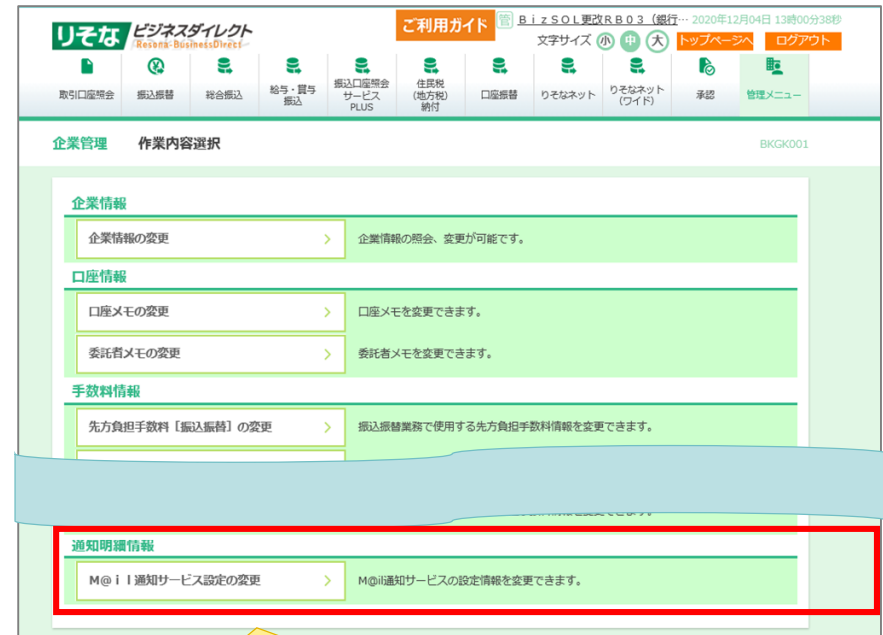 りそな ビジネスダイレクト
Resona Business Direct
ご利用ガイド
管 ＢｉｚＳＯＬ更改ＲＢ０３（銀行… 2020年12月04日 13時00分38秒
文字サイズ 小 中 大 トップページへ ログアウト
取引口座照会
振込振替
総合振込
給与・賞与
振込
振込口座照会
サービス
PLUS
住民税
(地方税)
納付
口座振替
りそなネット
りそなネット
(ワイド)
承認
管理メニュー
企業管理 作業内容選択 BKGK001
企業情報
企業情報の変更 企業情報の照会、変更が可能です。
口座情報
口座メモの変更 口座メモを変更できます。
委託者メモの変更 委託者メモを変更できます。
手数料情報
先方負担手数料［振込振替］の変更 振込振替業務で使用する先方負担手数料情報を変更できます。
通知明細情報
Ｍ＠ｉｌ通知サービス設定の変更 M@il通知サービスの設定情報を変更できます。